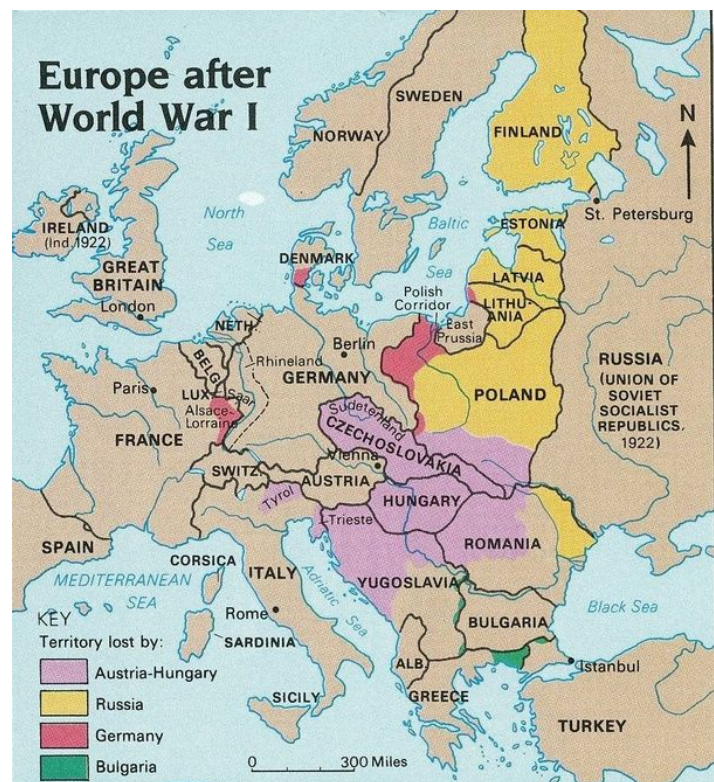 Europe after
World War I
SWEDEN
NORWAY
FINLAND
N
St. Petersburg
North
Sea
Baltic
Sea
ESTONIA
IRELAND
(Ind. 1922)
GREAT
BRITAIN
London
DENMARK
LATVIA
LITHU-
ANIA
Polish
Corridor
East
Prussia
NETH.
Berlin
BELG.
Rhineland
GERMANY
RUSSIA
(UNION OF
SOVIET
SOCIALIST
REPUBLICS,
1922)
POLAND
Paris
LUX.
Saar
Alsace-
Lorraine
Sudetenland
CZECHOSLOVAKIA
FRANCE
Vienna
SWITZ.
AUSTRIA
HUNGARY
Tyrol
Trieste
ROMANIA
SPAIN
CORSICA
ITALY
MEDITERRANEAN
SEA
Adriatic Sea
YUGOSLAVIA
Black Sea
Rome
BULGARIA
SARDINIA
ALB.
Istanbul
SICILY
GREECE
TURKEY
KEY
Territory lost by:
Austria-Hungary
Russia
Germany
Bulgaria
0 300 Miles